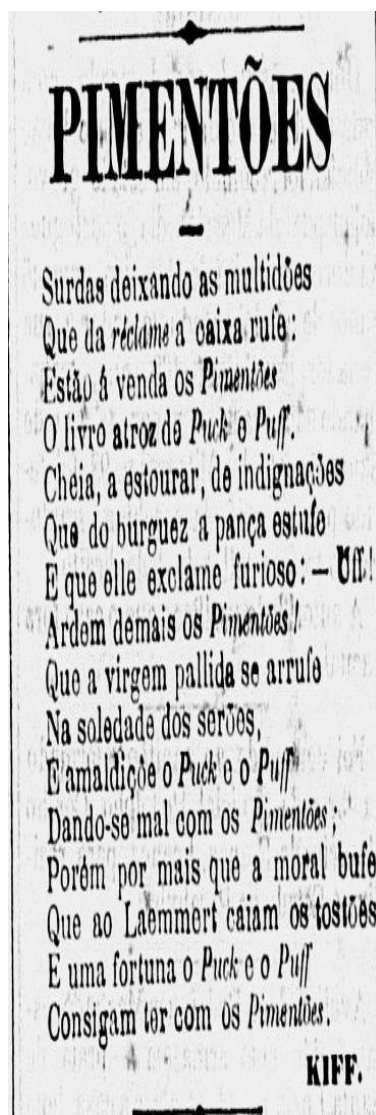 PIMENTÕES
Surdas deixando as multidões
Que da réclame a caixa rufe:
Estão á venda os Pimentões
O livro atroz de Puck e Puff.
Cheia, a estourar, de indignações
Que do burguez a pança estufe
E que elle exclame furioso: — Uff!
Ardem demais os Pimentões!
Que a virgem pallida se arrufe
Na soledade dos serões,
E amaldiçõe o Puck e o Puff
Dando-se mal com os Pimentões;
Porém por mais que a moral bufe
Que ao Laemmert caiam os tostões
E uma fortuna o Puck e o Puff
Consigam ter com os Pimentões.
KIFF.